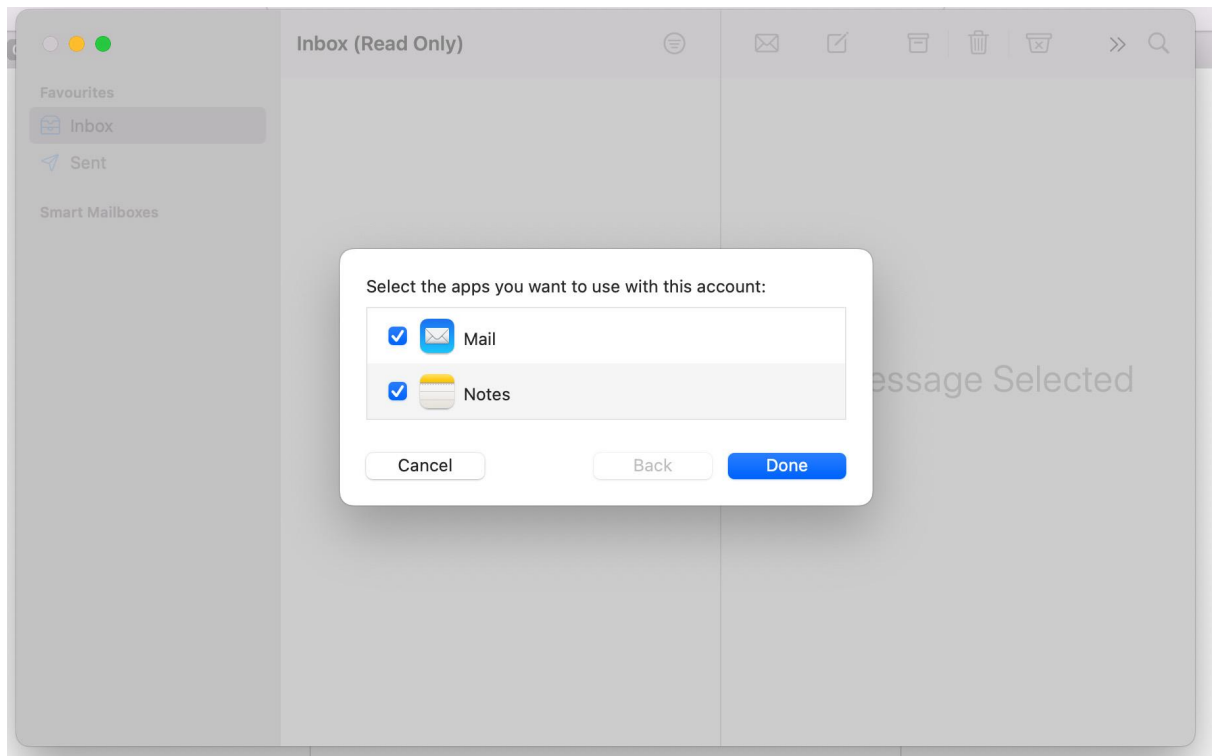 Inbox (Read Only)
Favourites
Inbox
Sent
Smart Mailboxes
Select the apps you want to use with this account:
Mail
Notes
Cancel Back Done
essage Selected